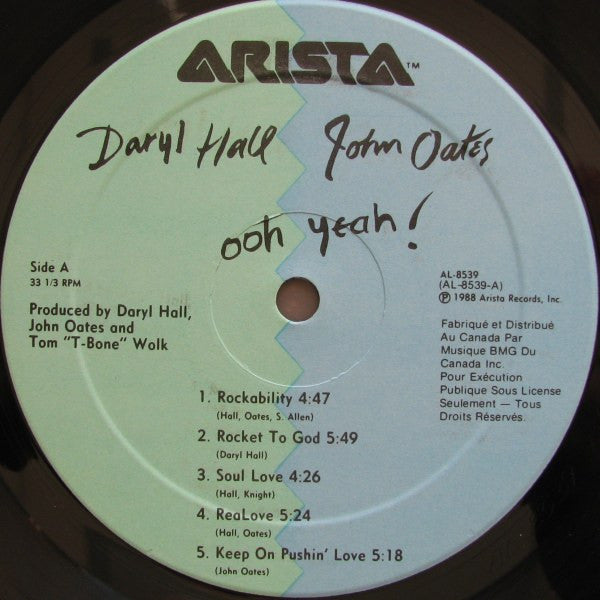 ARISTA™
Daryl Hall John Oates
ooh yeah!
Side A
33 1/3 RPM
Produced by Daryl Hall,
John Oates and
Tom "T-Bone" Wolk
AL-8539
(AL-8539-A)
Ⓟ 1988 Arista Records, Inc.
Fabriqué et Distribué
Au Canada Par
Musique BMG Du
Canada Inc.
Pour Exécution
Publique Sous License
Seulement — Tous
Droits Réservés.
1. Rockability 4:47
(Hall, Oates, S. Allen)
2. Rocket To God 5:49
(Daryl Hall)
3. Soul Love 4:26
(Hall, Knight)
4. ReaLove 5:24
(Hall, Oates)
5. Keep On Pushin' Love 5:18
(John Oates)